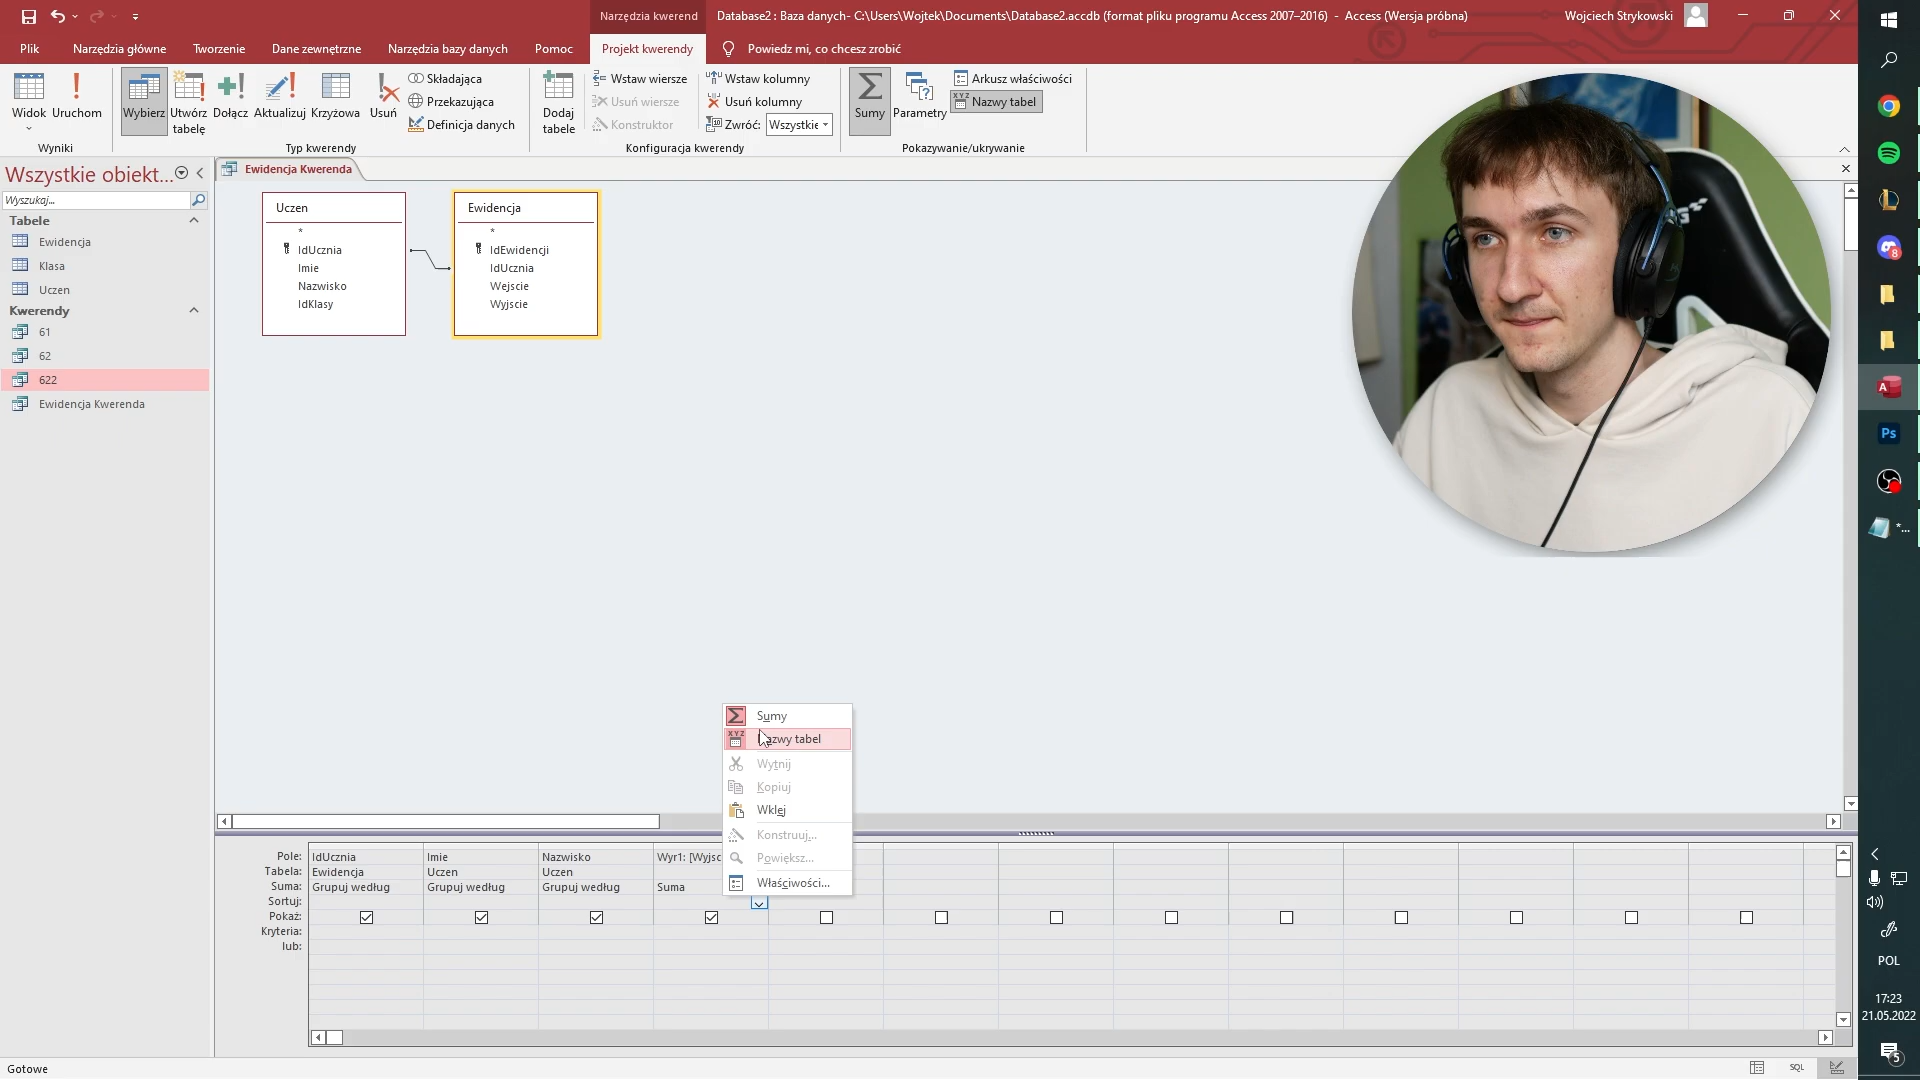 Narzędzia kwerend
Database2 : Baza danych- C:\Users\Wojtek\Documents\Database2.accdb (format pliku programu Access 2007–2016) - Access (Wersja próbna)
Wojciech Strykowski
Plik
Narzędzia główne
Tworzenie
Dane zewnętrzne
Narzędzia bazy danych
Pomoc
Projekt kwerendy
Powiedz mi, co chcesz zrobić
Widok
Uruchom
Wyniki
Wybierz
Utwórz tabelę
Dołącz
Aktualizuj
Krzyżowa
Usuń
Składająca
Przekazująca
Definicja danych
Typ kwerendy
Dodaj tabele
Wstaw wiersze
Usuń wiersze
Konstruktor
Wstaw kolumny
Usuń kolumny
Zwróć: Wszystkie
Konfiguracja kwerendy
Sumy
Parametry
Arkusz właściwości
Nazwy tabel
Pokazywanie/ukrywanie
Wszystkie obiekt...
Wyszukaj...
Tabele
Ewidencja
Klasa
Uczen
Kwerendy
61
62
622
Ewidencja Kwerenda
Ewidencja Kwerenda
Uczen
*
IdUcznia
Imie
Nazwisko
IdKlasy
Ewidencja
*
IdEwidencji
IdUcznia
Wejscie
Wyjscie
Sumy
Wytnij
Kopiuj
Wklej
Konstruuj...
Powiększ...
Właściwości...
Pole: IdUcznia Imie Nazwisko Wyr1: [Wyjsc
Tabela: Ewidencja Uczen Uczen
Suma: Grupuj według Grupuj według Grupuj według Suma
Sortuj:
Pokaż:
Kryteria:
lub:
Gotowe
SQL
8
A
Ps
*...
POL
17:23
21.05.2022
5